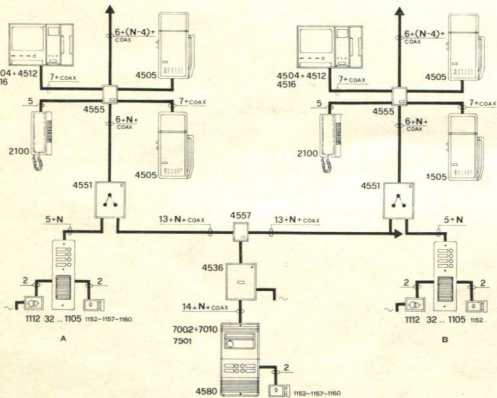 6+(N-4)+
COAX
504+4512
516
7+COAX
4505
5
4555
7+COAX
6+N+
COAX
2100
4505
4551
5+N
13+N+COAX
4557
13+N+COAX
4536
14+N+COAX
7002+7010
7501
4580
2
1152-1157-1160
2
2
1112
32 .. 1105
1152-1157-1160
A
6+(N-4)+
COAX
4504+4512
4516
7+COAX
4505
5
4555
7+COAX
6+N+
COAX
2100
4505
4551
5+N
2
2
1112
32 .. 1105
1152.
B